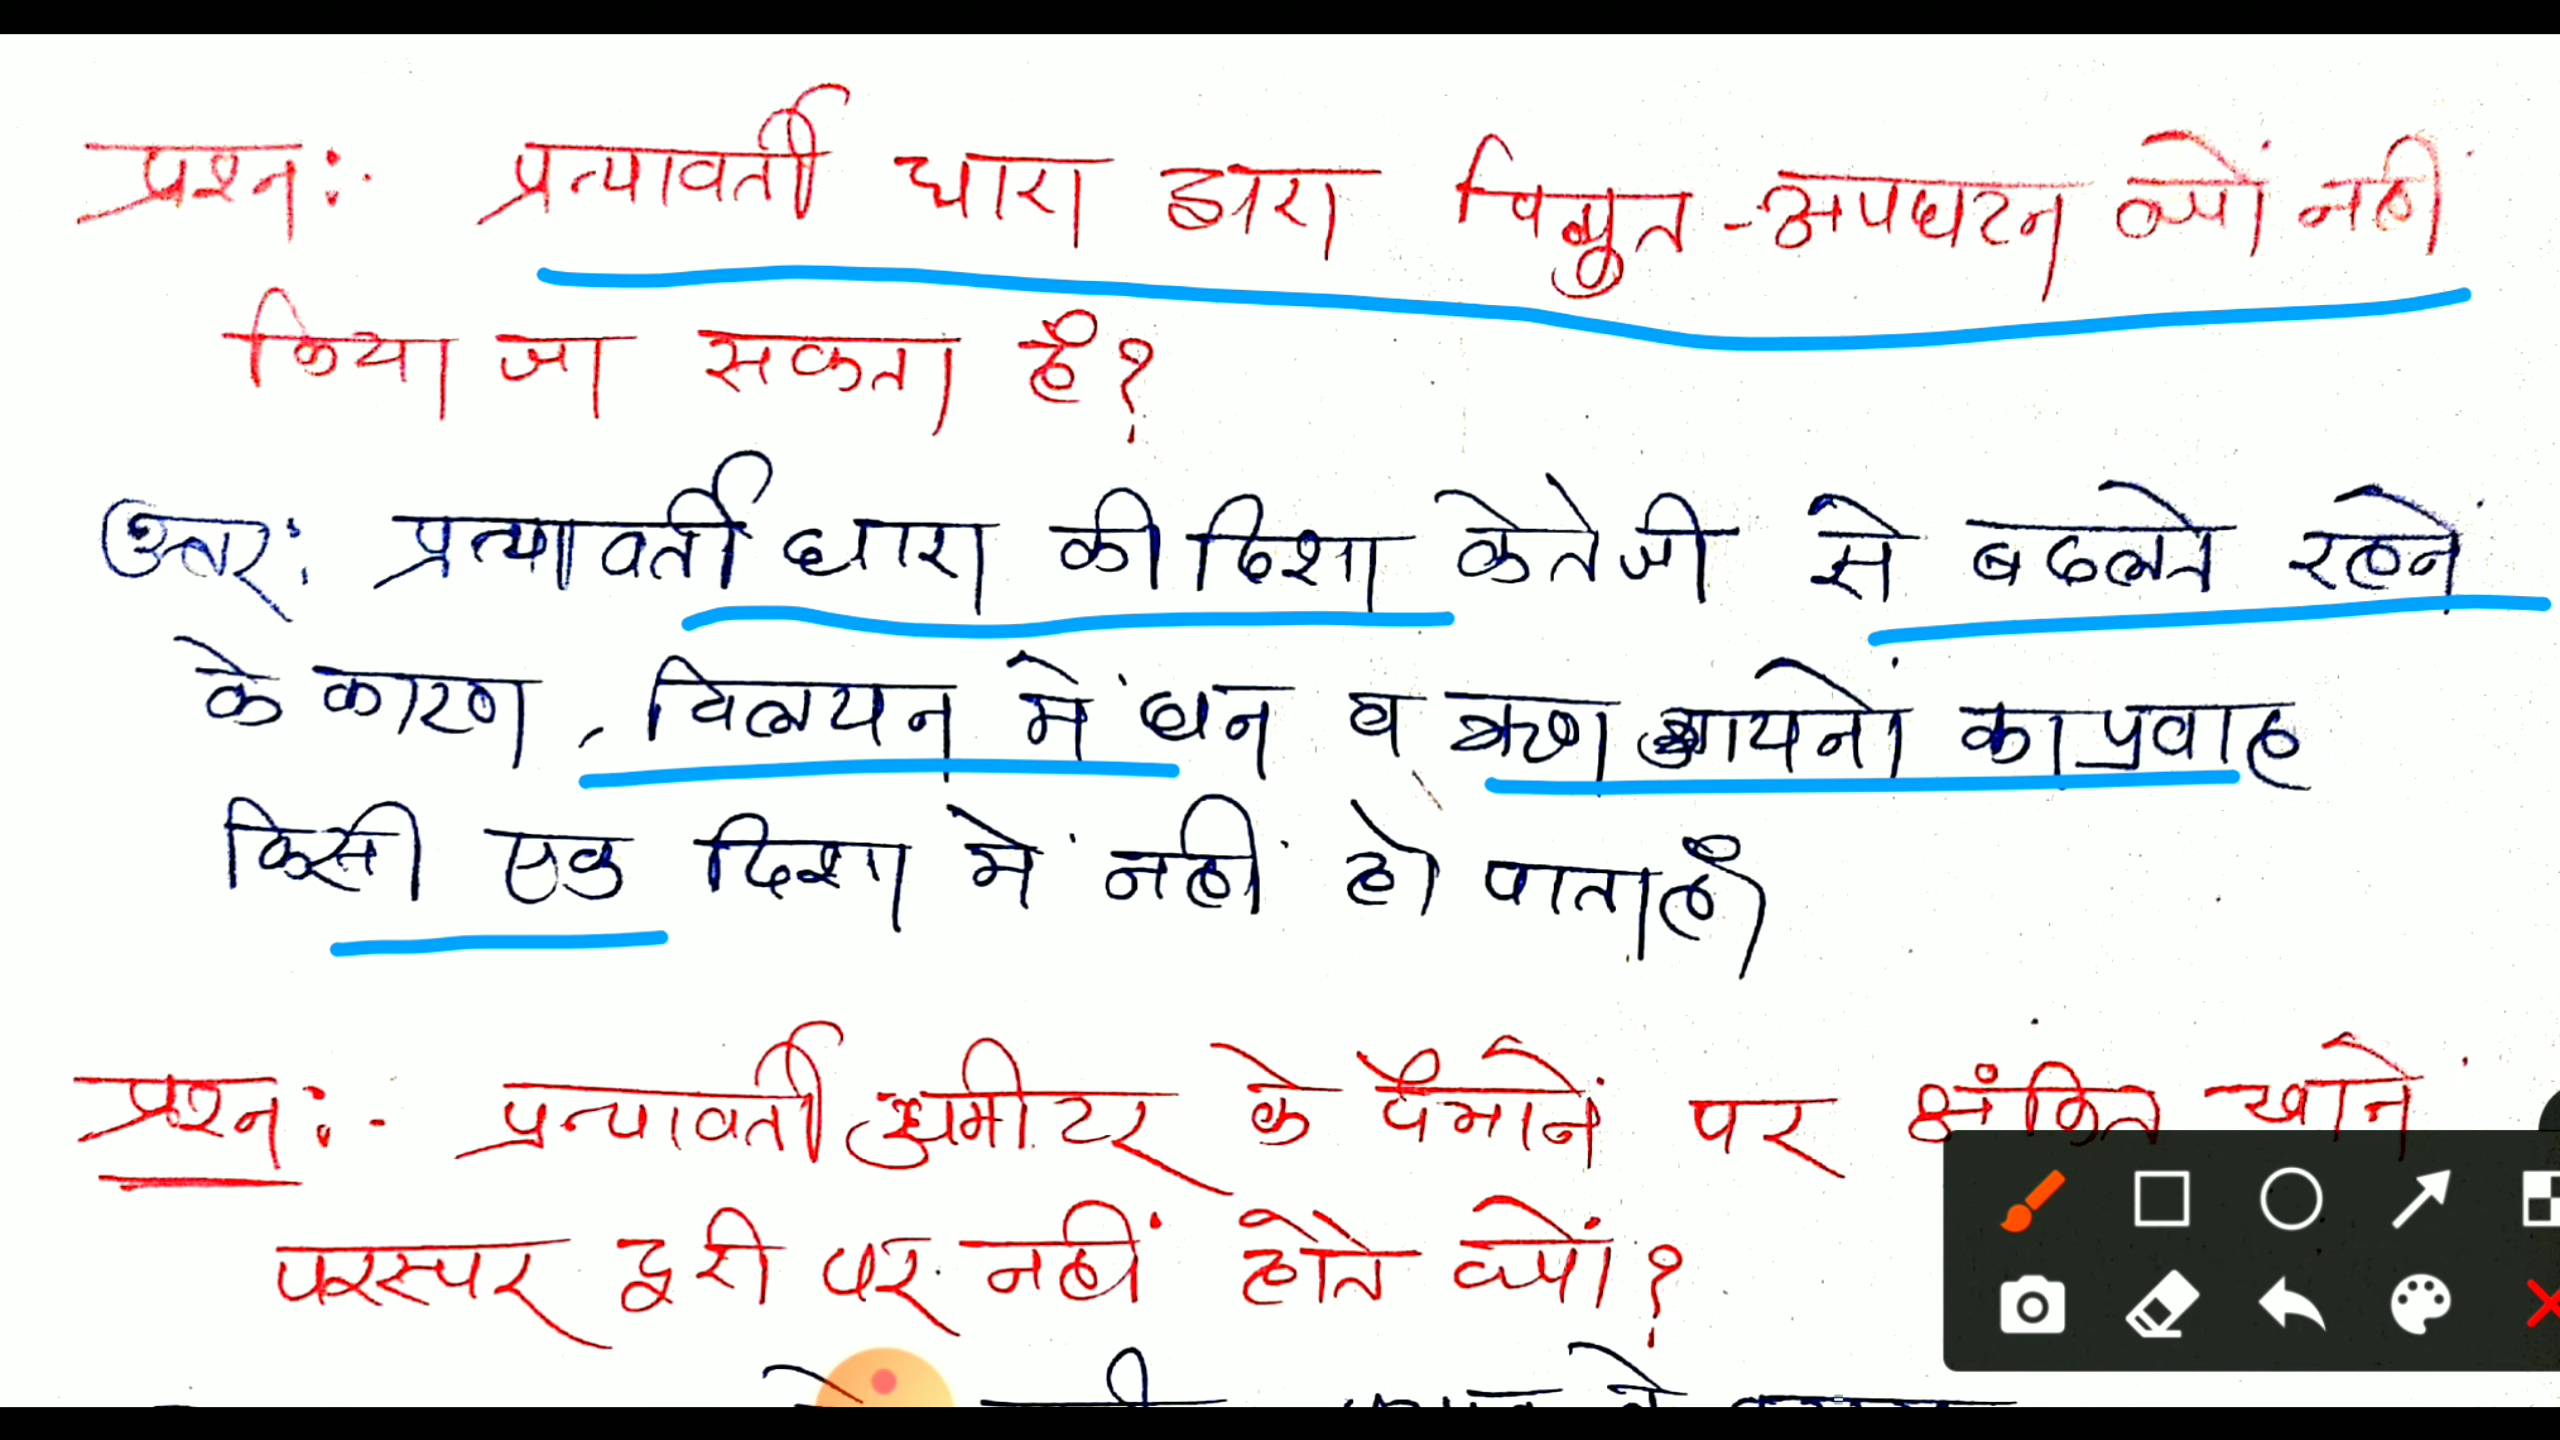 प्रश्न:- प्रत्यावर्ती धारा द्वारा विद्युत-अपघटन क्यों नहीं
किया जा सकता है?
उत्तर: प्रत्यावर्ती धारा की दिशा के तेजी से बदलते रहने
के कारण, विलयन में धन व ऋण आयनों का प्रवाह
किसी एक दिशा में नहीं हो पाता है
प्रश्न:- प्रत्यावर्ती अमीटर के पैमाने पर अंकित खाने
परस्पर दूरी पर नहीं होते क्यों?